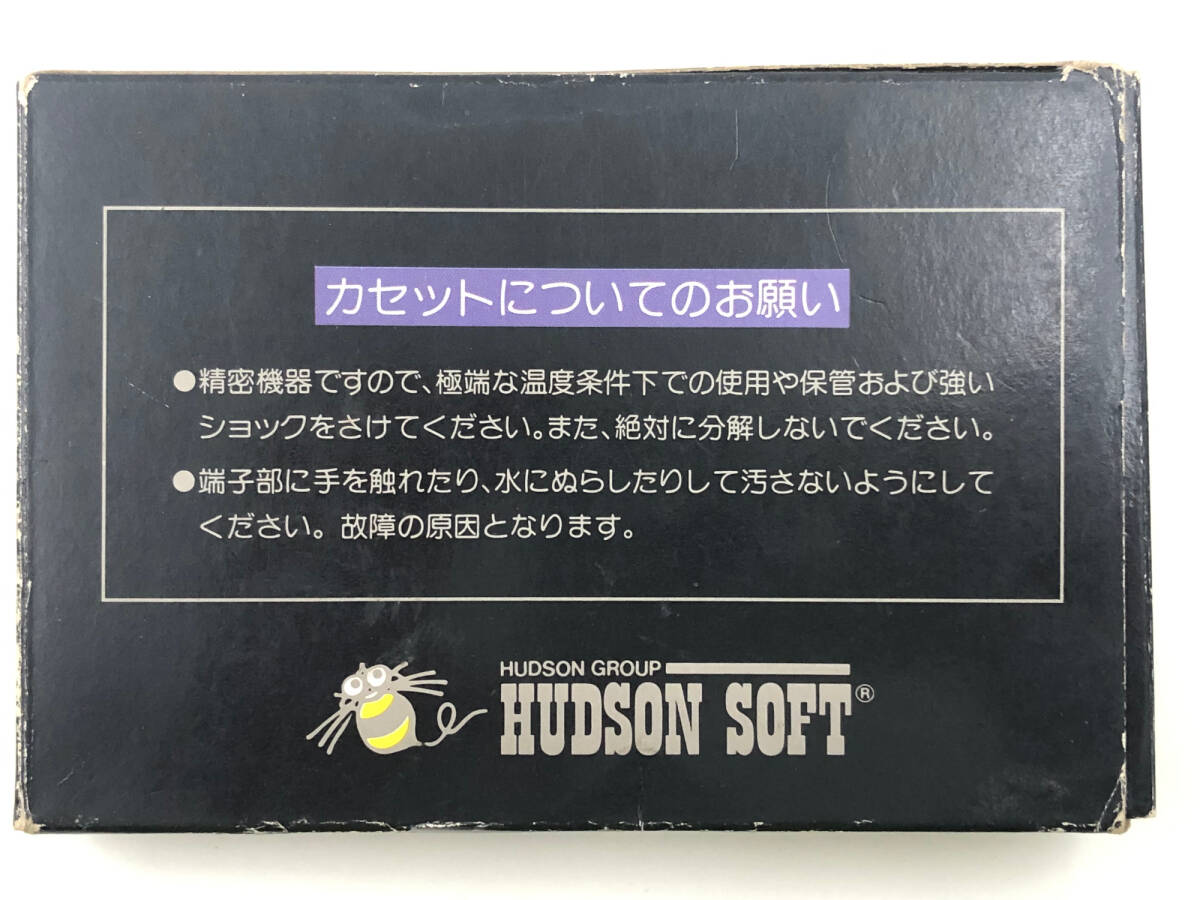 カセットについてのお願い
●精密機器ですので、極端な温度条件下での使用や保管および強い
ショックをさけてください。また、絶対に分解しないでください。
●端子部に手を触れたり、水にぬらしたりして汚さないようにして
ください。故障の原因となります。
HUDSON GROUP
HUDSON SOFT®